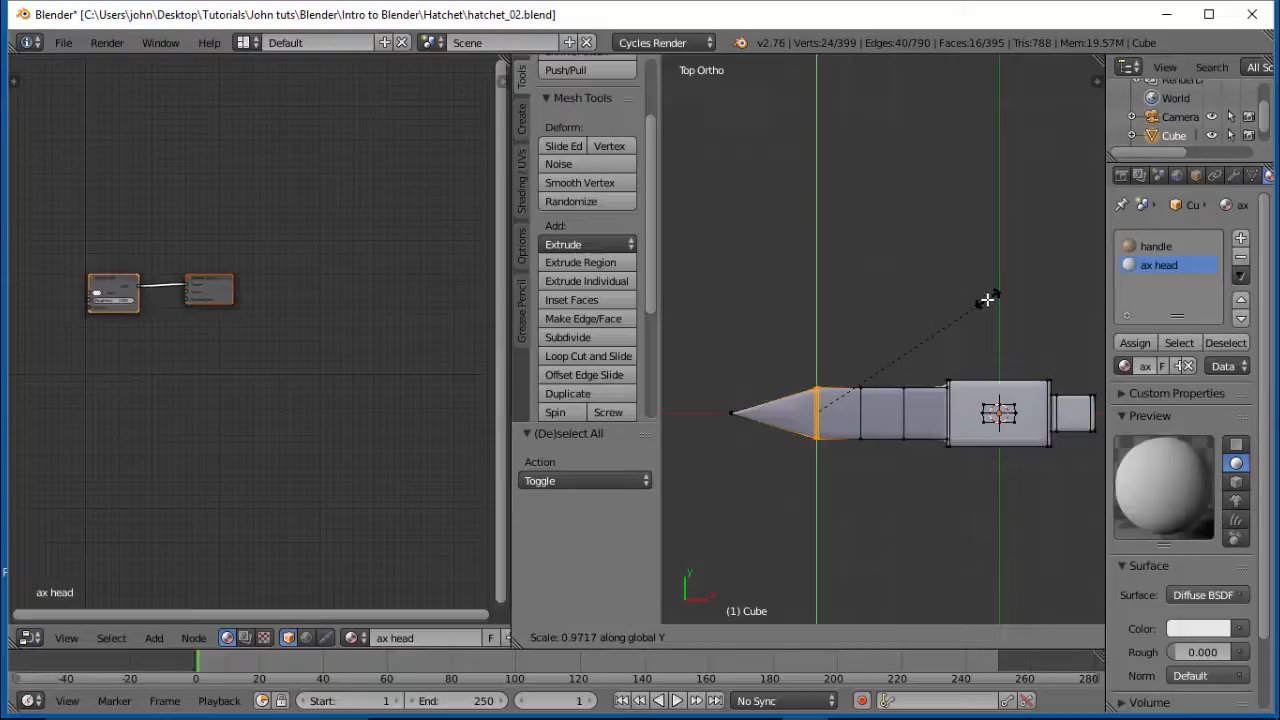 Blender* [C:\Users\john\Desktop\Tutorials\John tuts\Blender\Intro to Blender\Hatchet\hatchet_02.blend]
File Render Window Help Default Scene Cycles Render v2.76 | Verts:24/399 | Edges:40/790 | Faces:16/395 | Tris:788 | Mem:19.57M | Cube
View Search All Sc
Push/Pull
Top Ortho
Mesh Tools
World
Camera
Cube
Deform:
Slide Ed Vertex
Noise
Smooth Vertex
Randomize
Add:
Extrude
Extrude Region
Extrude Individual
Inset Faces
Make Edge/Face
Subdivide
Loop Cut and Slide
Offset Edge Slide
Duplicate
Spin Screw
(De)select All
Action
Toggle
Tools
Create
Shading / UVs
Options
Grease Pencil
Cu ax
handle
ax head
Assign Select Deselect
ax F Data
Custom Properties
Preview
Surface
Surface: Diffuse BSDF
Color:
Rough 0.000
Norm Default
Volume
y
x
(1) Cube
ax head
Scale: 0.9717 along global Y
View Select Add Node ax head F
-40 -20 0 20 40 60 80 100 120 140 160 180 200 220 240 260 280
View Marker Frame Playback Start: 1 End: 250 1 No Sync